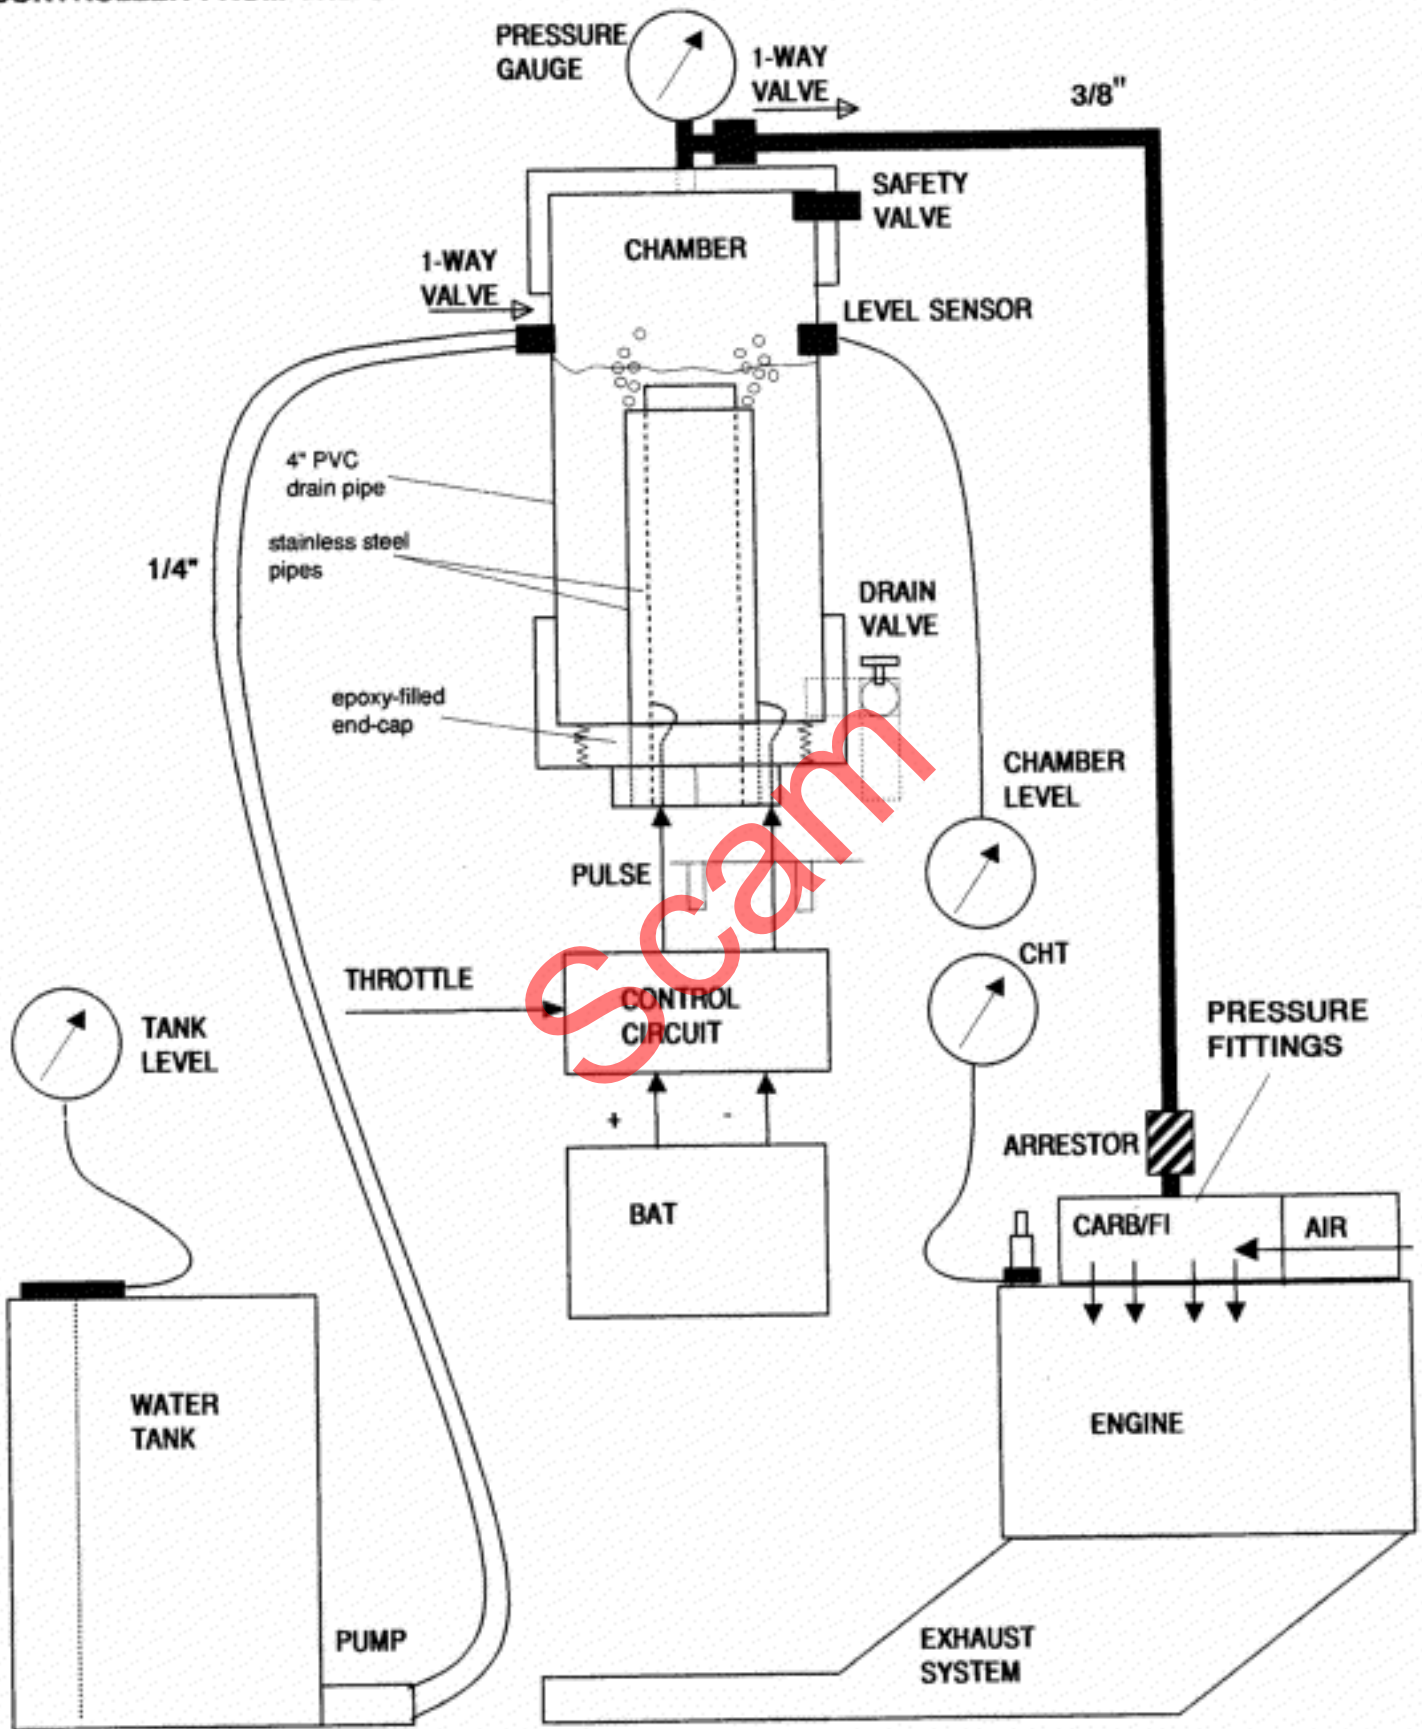 PRESSURE
GAUGE
1-WAY
VALVE
3/8"
SAFETY
VALVE
CHAMBER
1-WAY
VALVE
LEVEL SENSOR
4" PVC
drain pipe
stainless steel
pipes
1/4"
DRAIN
VALVE
epoxy-filled
end-cap
CHAMBER
LEVEL
PULSE
Scam
CHT
THROTTLE
CONTROL
CIRCUIT
TANK
LEVEL
PRESSURE
FITTINGS
+
-
ARRESTOR
BAT
CARB/FI
AIR
WATER
TANK
ENGINE
PUMP
EXHAUST
SYSTEM